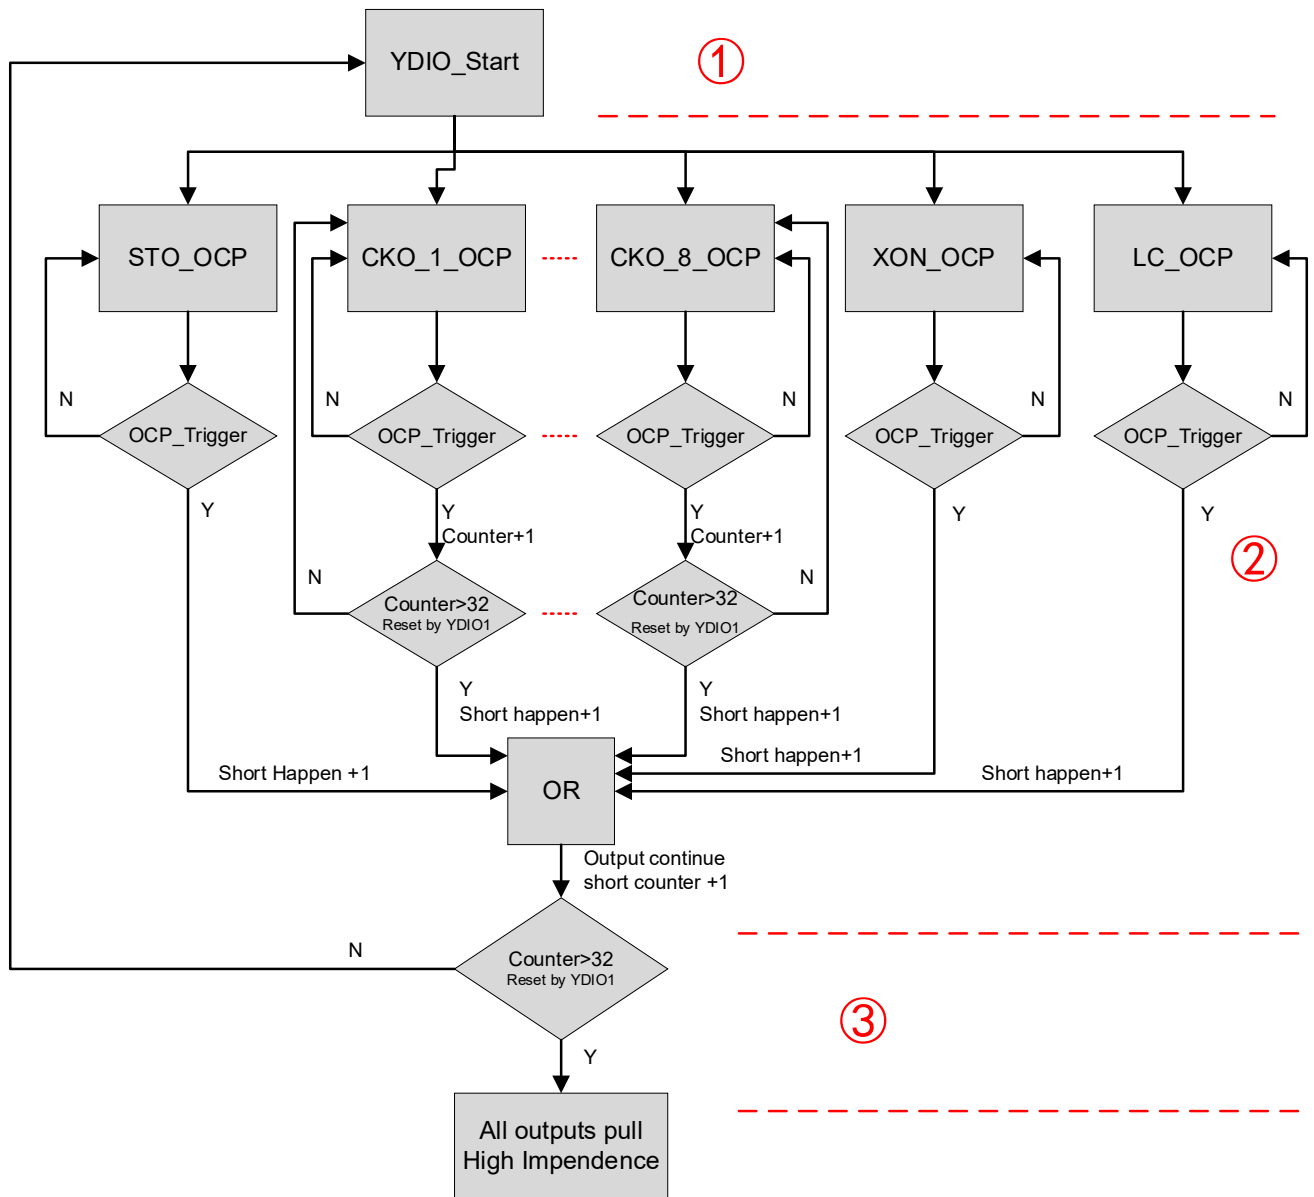 YDIO_Start
①
STO_OCP
CKO_1_OCP
CKO_8_OCP
XON_OCP
LC_OCP
N
N
N
N
N
OCP_Trigger
OCP_Trigger
OCP_Trigger
OCP_Trigger
OCP_Trigger
Y
Y
Counter+1
Y
Counter+1
Y
Y
②
N
N
Counter>32
Reset by YDIO1
Counter>32
Reset by YDIO1
Y
Short happen+1
Y
Short happen+1
Short Happen +1
Short happen+1
Short happen+1
OR
Output continue
short counter +1
N
Counter>32
Reset by YDIO1
③
Y
All outputs pull
High Impendence